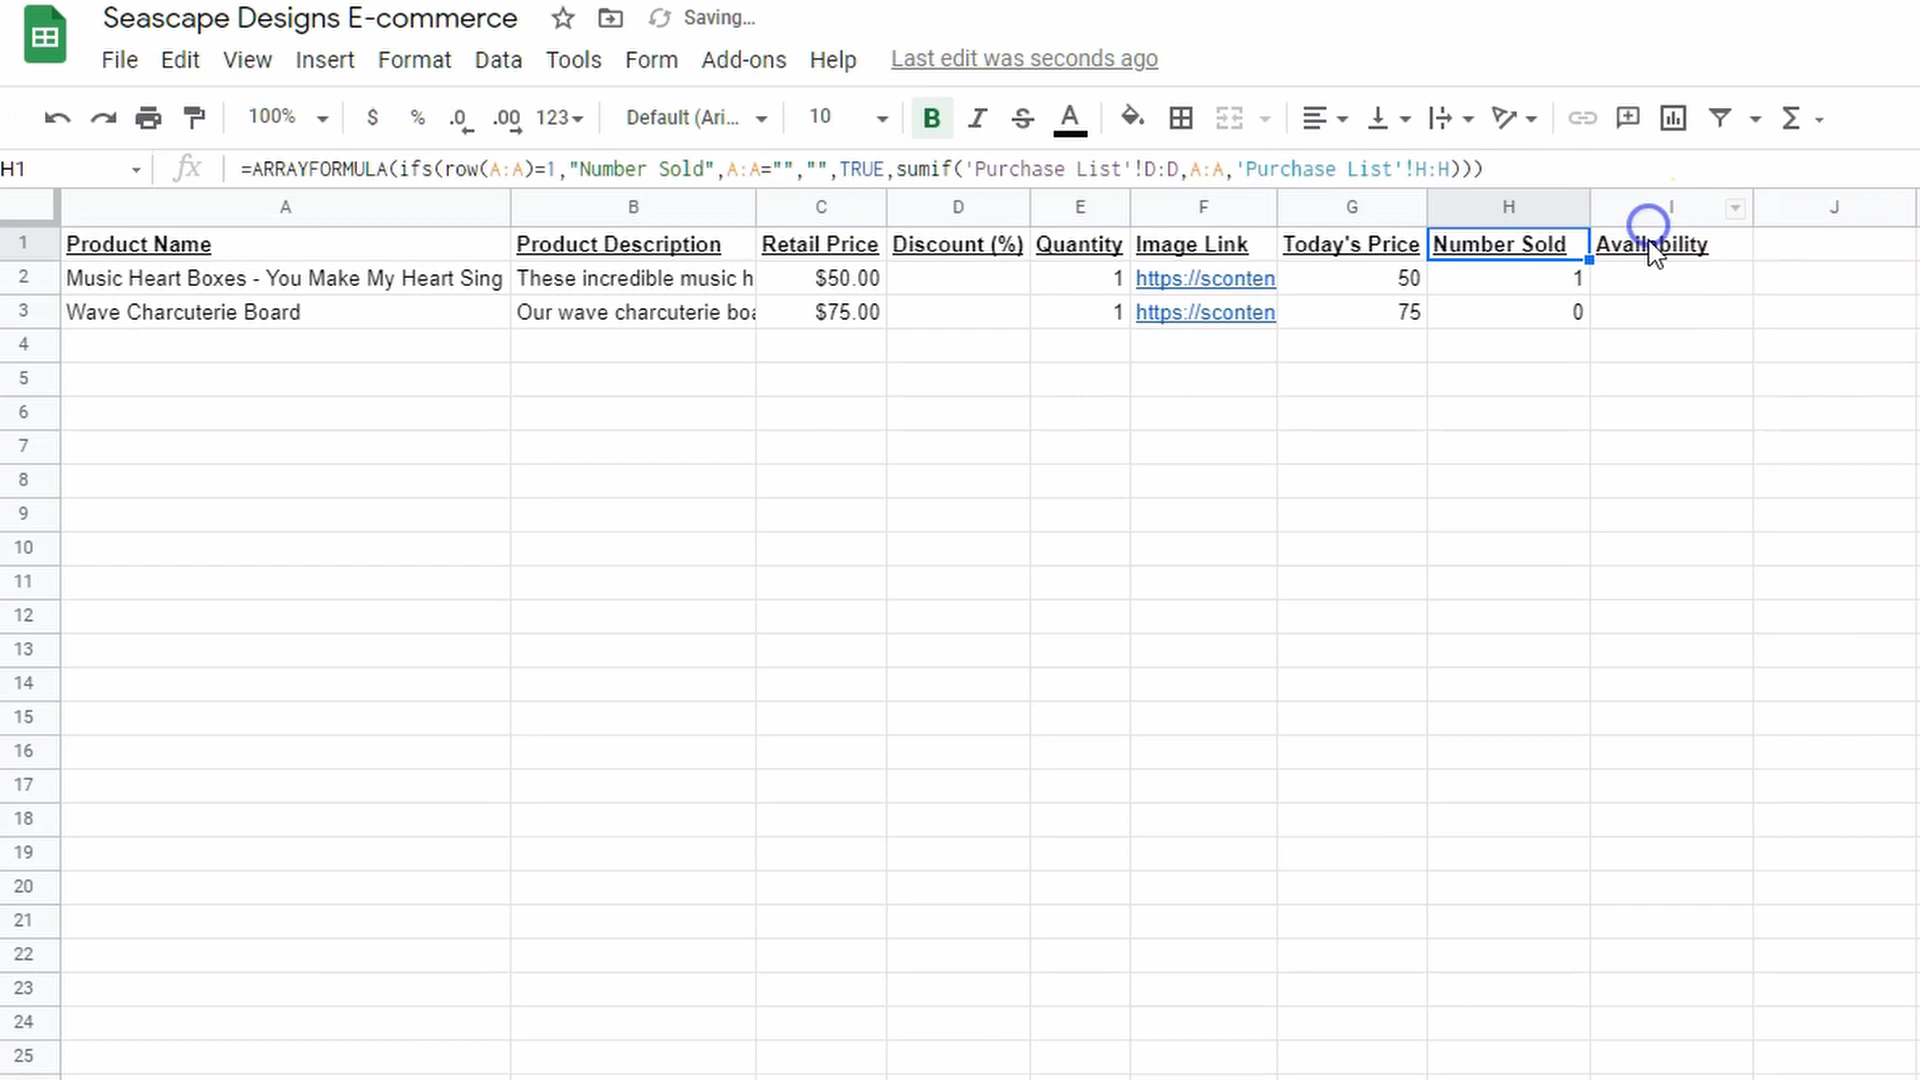 Seascape Designs E-commerce Saving...
File Edit View Insert Format Data Tools Form Add-ons Help Last edit was seconds ago
100% $ % .0 .00 123 Default (Ari... 10 B I S A Σ
H1 fx =ARRAYFORMULA(ifs(row(A:A)=1,"Number Sold",A:A="","",TRUE,sumif('Purchase List'!D:D,A:A,'Purchase List'!H:H)))
A B C D E F G H I J
1 Product Name Product Description Retail Price Discount (%) Quantity Image Link Today's Price Number Sold Availability
2 Music Heart Boxes - You Make My Heart Sing These incredible music h $50.00 1 https://sconten 50 1
3 Wave Charcuterie Board Our wave charcuterie boa $75.00 1 https://sconten 75 0
4
5
6
7
8
9
10
11
12
13
14
15
16
17
18
19
20
21
22
23
24
25